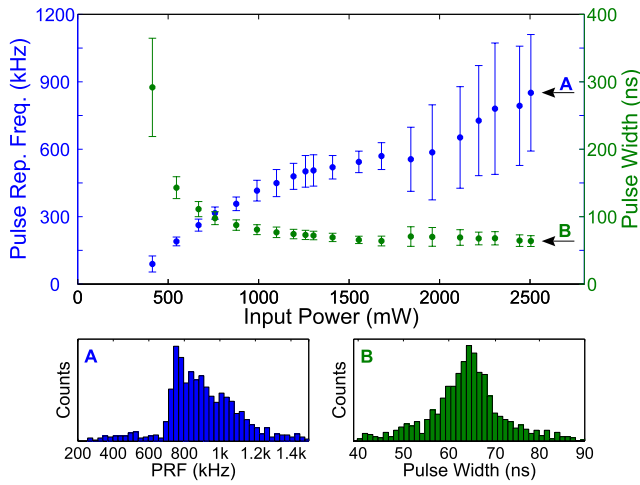 1200
900
600
300
0
Pulse Rep. Freq. (kHz)
400
300
200
100
0
Pulse Width (ns)
A
B
0 500 1000 1500 2000 2500
Input Power (mW)
A
Counts
200 400 600 800 1k 1.2k 1.4k
PRF (kHz)
B
Counts
40 50 60 70 80 90
Pulse Width (ns)